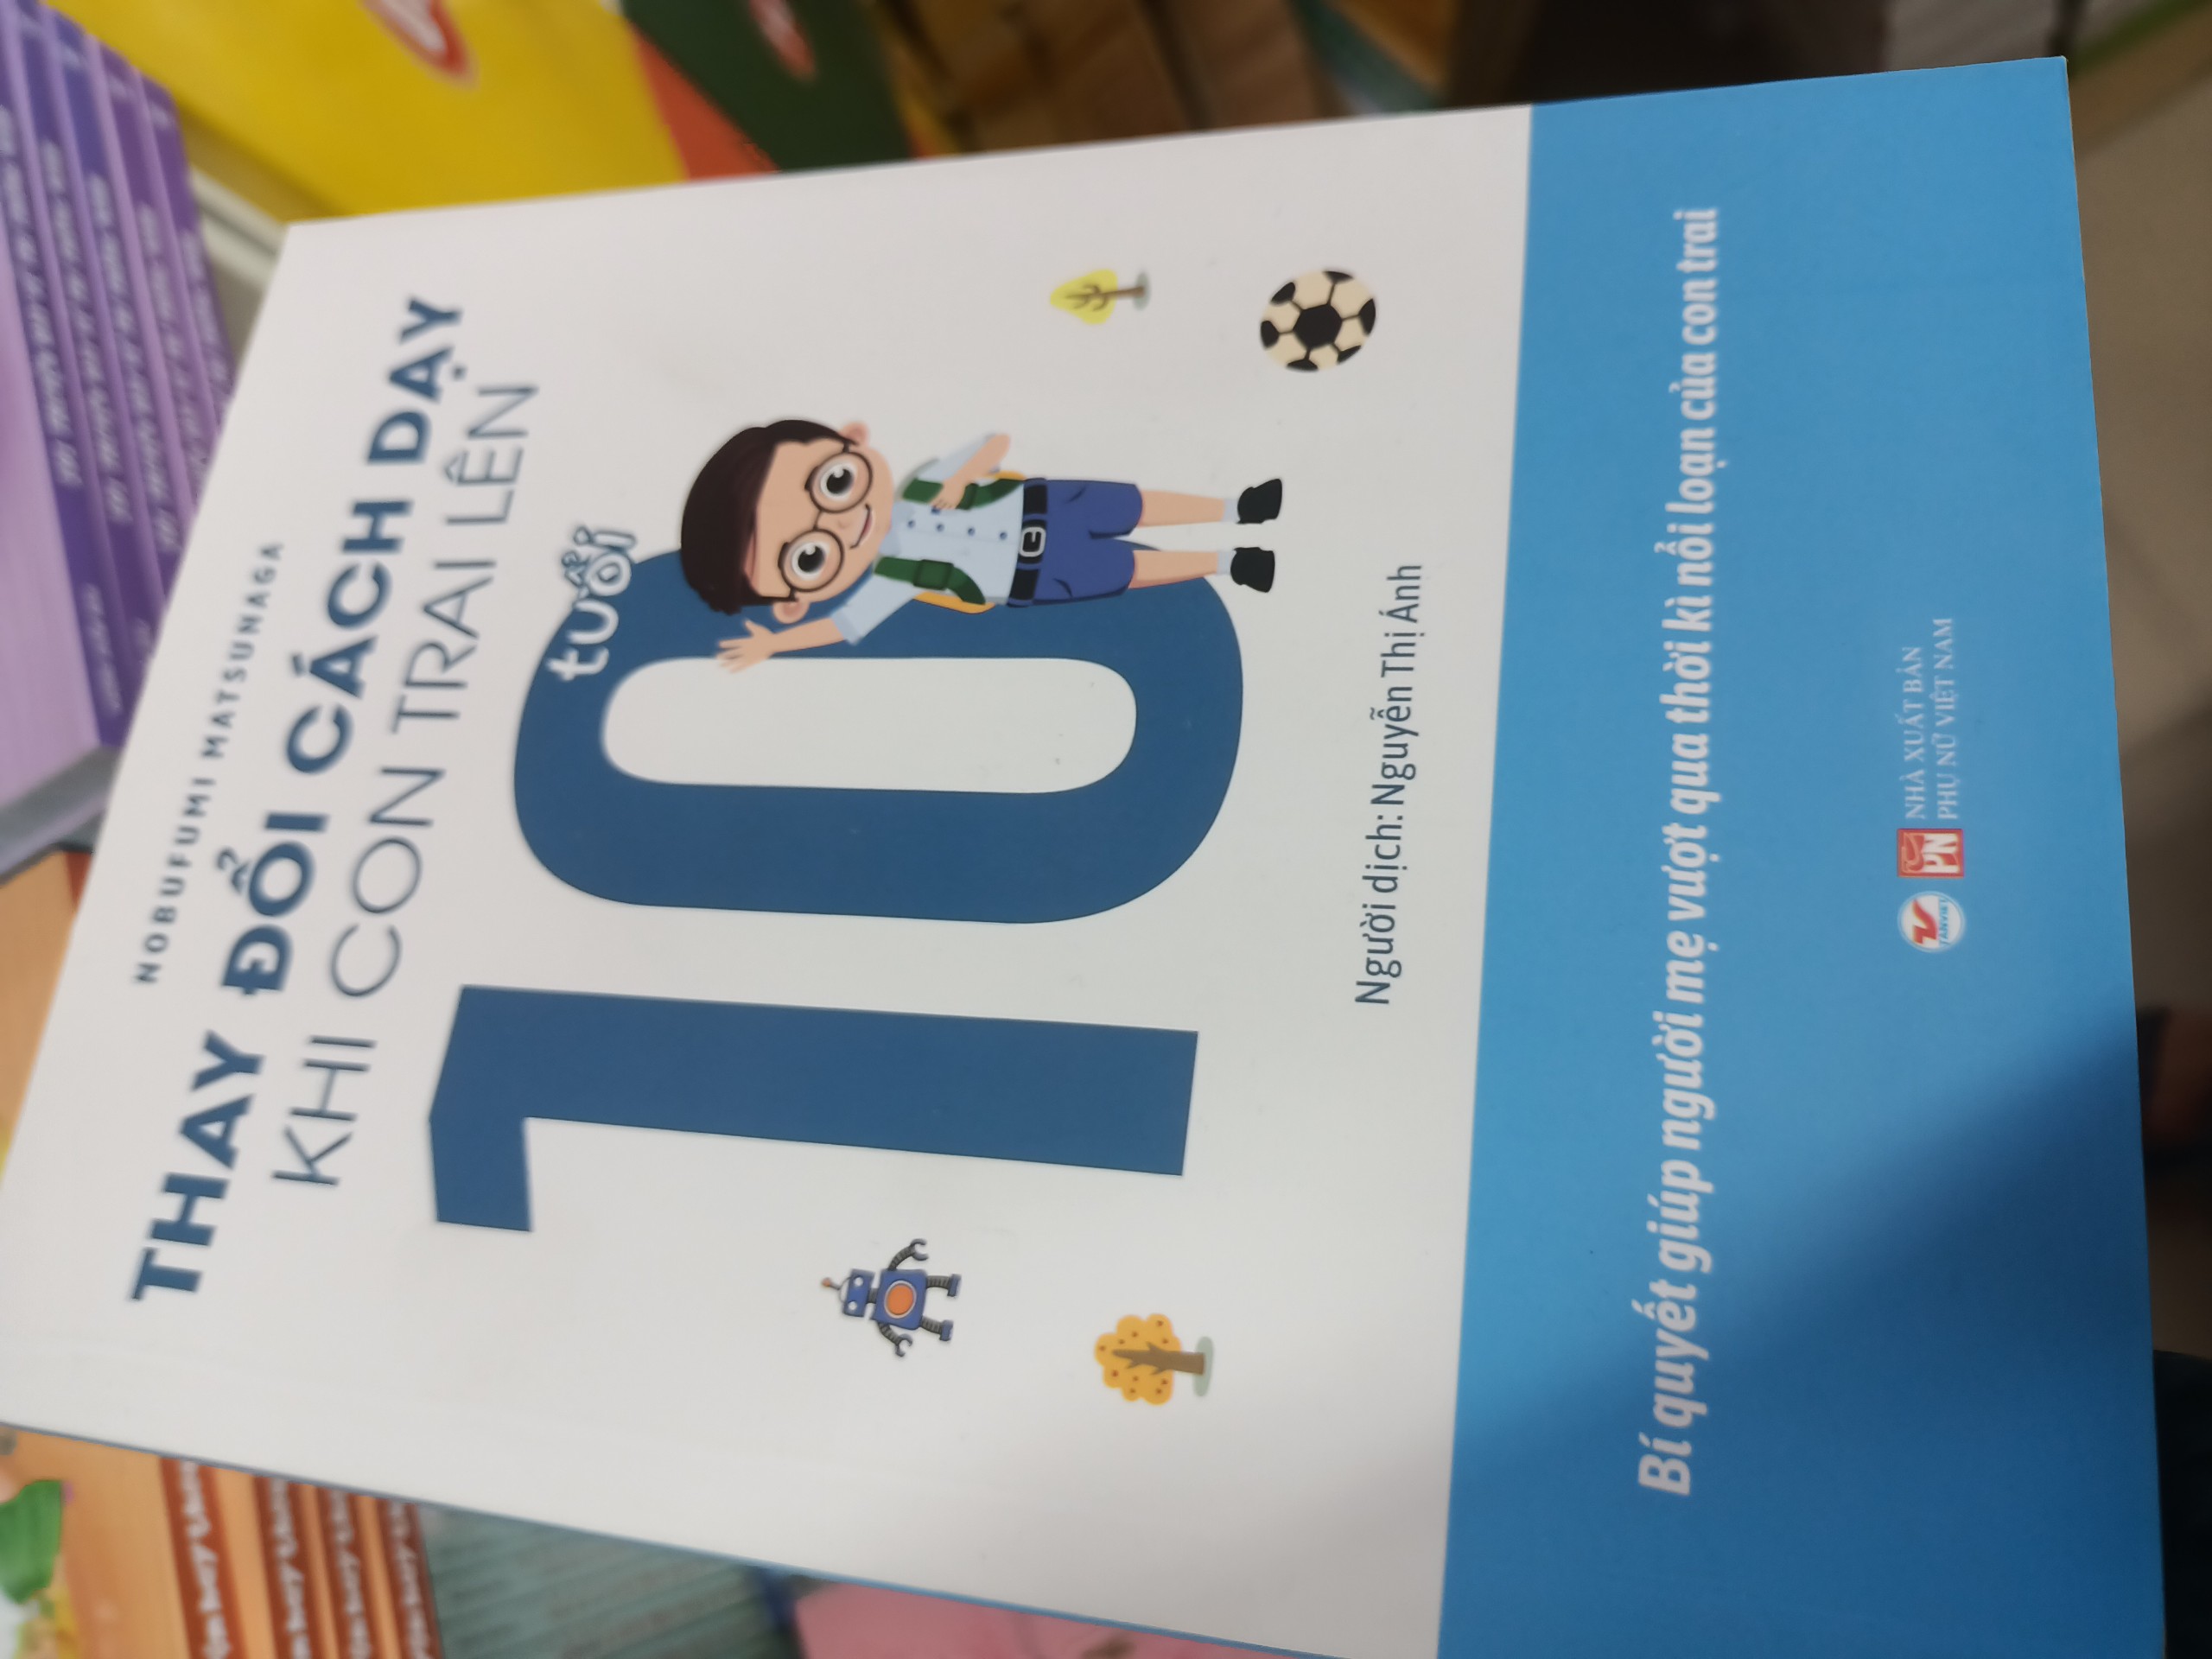 NOBUFUMI MATSUNAGA
THAY ĐỔI CÁCH DẠY
KHI CON TRAI LÊN
10
tuổi
Người dịch: Nguyễn Thị Ánh
Bí quyết giúp người mẹ vượt qua thời kì nổi loạn của con trai
TANVIET
PN
NHÀ XUẤT BẢN
PHỤ NỮ VIỆT NAM